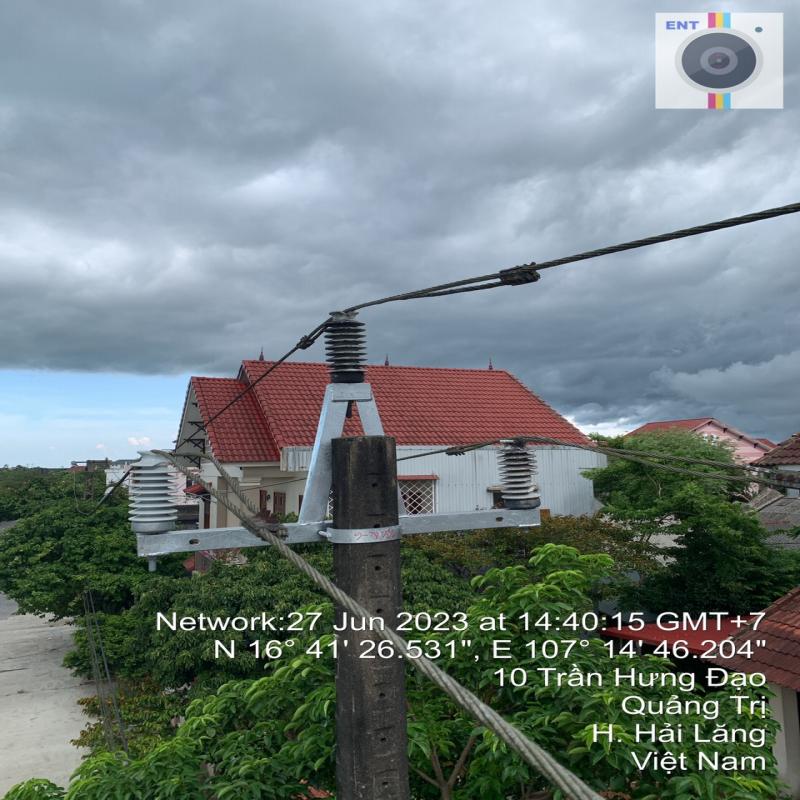 ENT
Network:27 Jun 2023 at 14:40:15 GMT+7
N 16° 41' 26.531", E 107° 14' 46.204"
10 Trần Hưng Đạo
Quảng Trị
H. Hải Lăng
Việt Nam